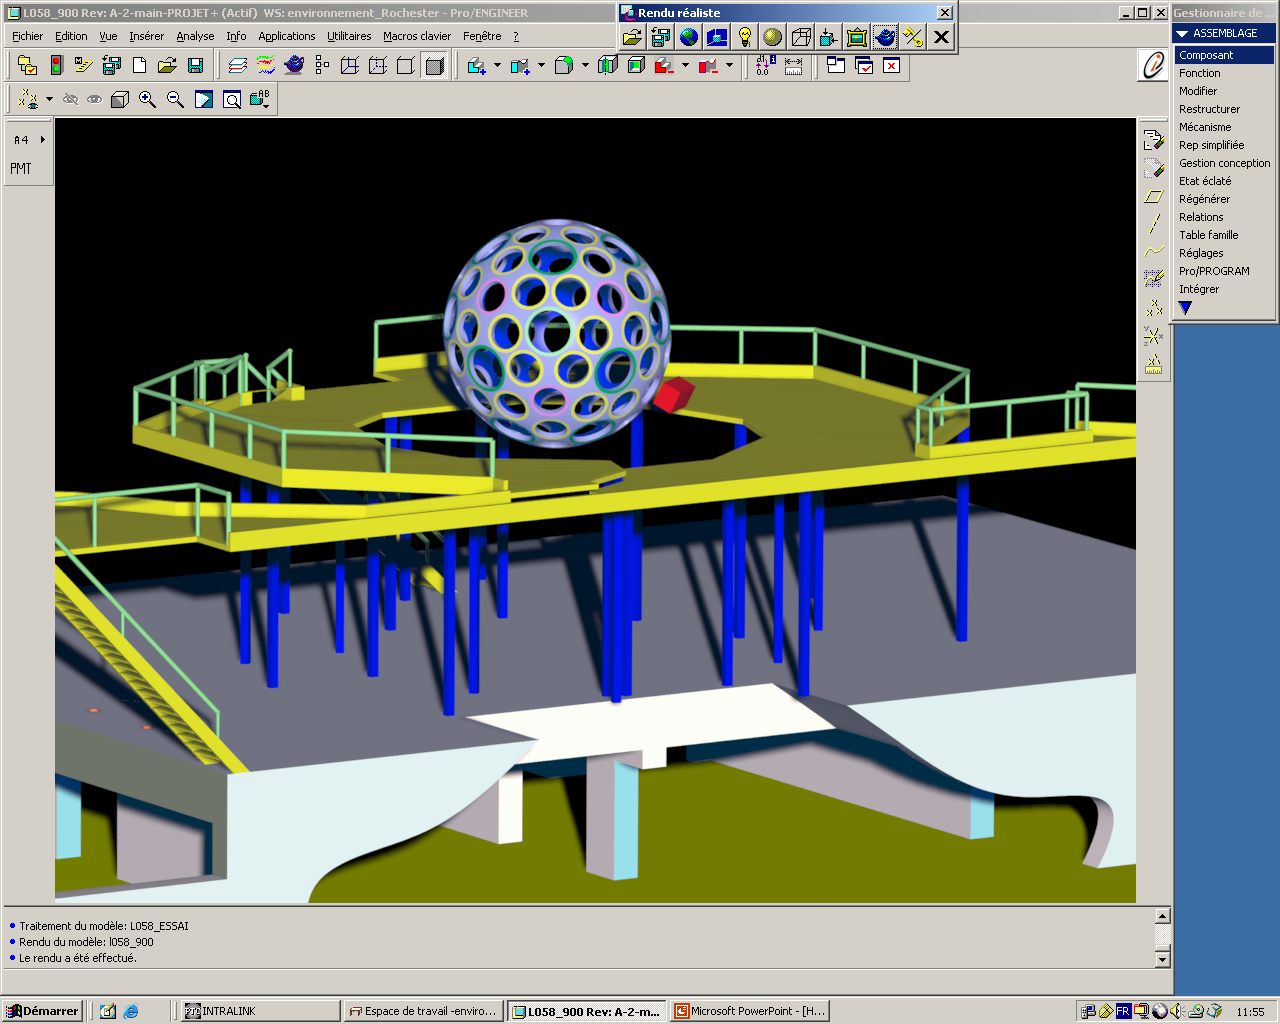 L058_900 Rev: A-2-main-PROJET+ (Actif)  WS: environnement_Rochester - Pro/ENGINEER
Rendu réaliste
Gestionnaire de ...
Fichier Edition Vue Insérer Analyse Info Applications Utilitaires Macros clavier Fenêtre ?
ASSEMBLAGE
Composant
Fonction
Modifier
Restructurer
Mécanisme
Rep simplifiée
Gestion conception
Etat éclaté
Régénérer
Relations
Table famille
Réglages
Pro/PROGRAM
Intégrer
AB
A4
PMT
Traitement du modèle: L058_ESSAI
Rendu du modèle: l058_900
Le rendu a été effectué.
Démarrer
INTRALINK
Espace de travail -enviro...
L058_900 Rev: A-2-m...
Microsoft PowerPoint - [H...
FR
11:55